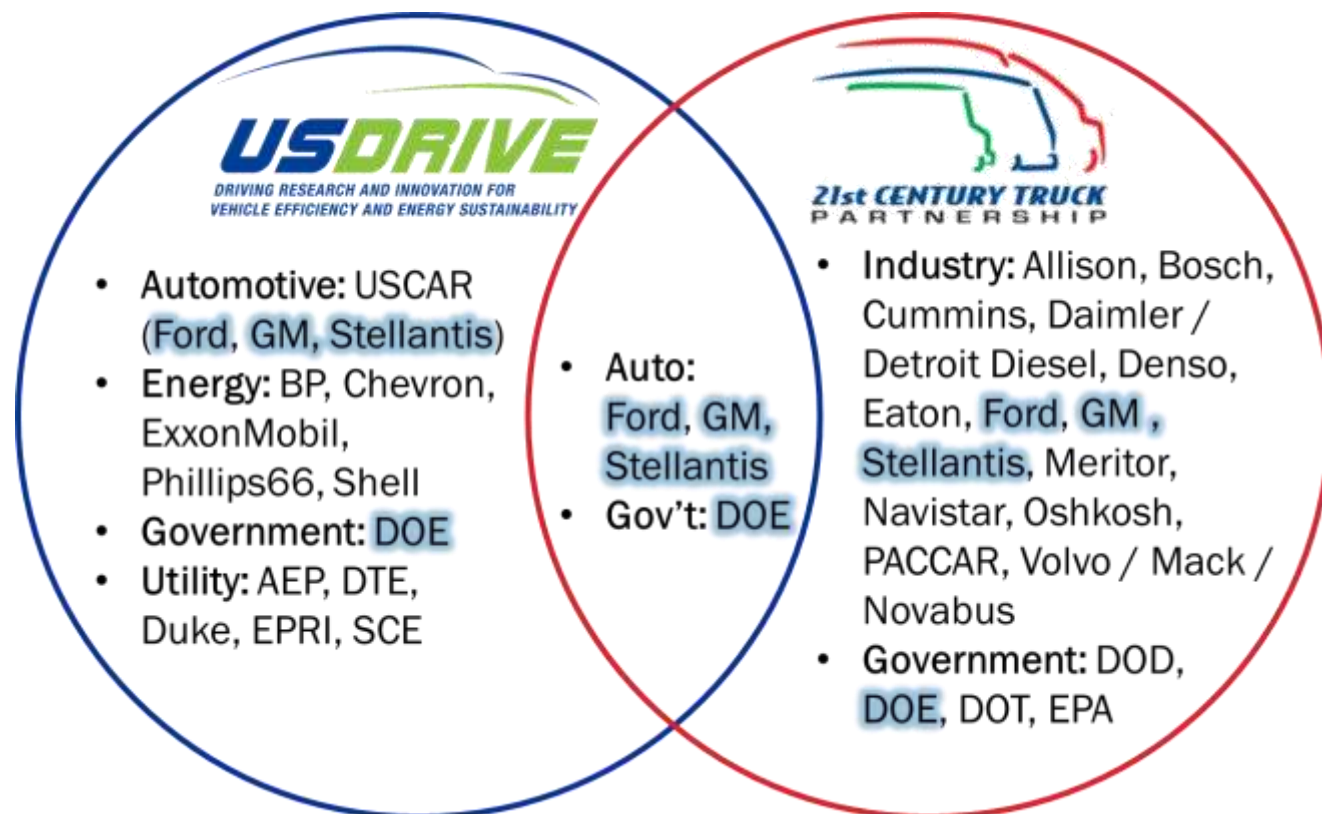 USDRIVE
DRIVING RESEARCH AND INNOVATION FOR
VEHICLE EFFICIENCY AND ENERGY SUSTAINABILITY
• Automotive: USCAR
(Ford, GM, Stellantis)
• Energy: BP, Chevron,
ExxonMobil,
Phillips66, Shell
• Government: DOE
• Utility: AEP, DTE,
Duke, EPRI, SCE
• Auto:
Ford, GM,
Stellantis
• Gov't: DOE
21st CENTURY TRUCK
PARTNERSHIP
• Industry: Allison, Bosch,
Cummins, Daimler /
Detroit Diesel, Denso,
Eaton, Ford, GM ,
Stellantis, Meritor,
Navistar, Oshkosh,
PACCAR, Volvo / Mack /
Novabus
• Government: DOD,
DOE, DOT, EPA